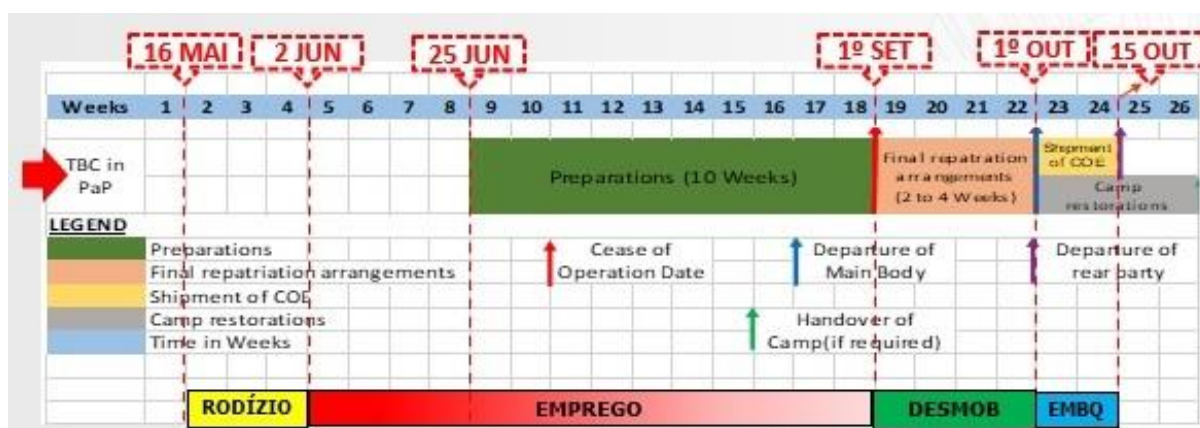 16 MAI 2 JUN 25 JUN 1º SET 1º OUT 15 OUT
Weeks 1 2 3 4 5 6 7 8 9 10 11 12 13 14 15 16 17 18 19 20 21 22 23 24 25 26
TBC in
PaP
Preparations (10 Weeks)
Final repatration
arrangements
(2 to 4 Weeks)
Shipment
of COE
Camp
restorations
LEGEND
Preparations
Final repatriation arrangements
Shipment of COE
Camp restorations
Time in Weeks
Cease of
Operation Date
Departure of
Main Body
Departure of
rear party
Handover of
Camp(if required)
RODÍZIO EMPREGO DESMOB EMBQ